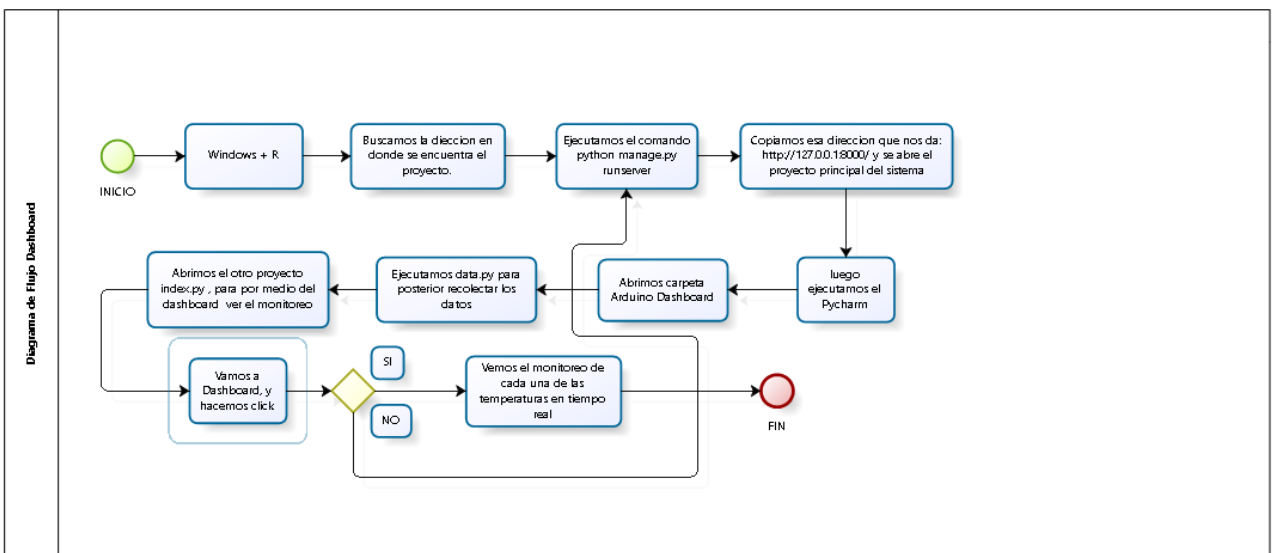 Diagrama de Flujo Dashboard
INICIO
Windows + R
Buscamos la dieccion en
donde se encuentra el
proyecto.
Ejecutamos el comando
python manage.py
runserver
Copiamos esa direccion que nos da:
http://127.0.0.1:8000/ y se abre el
proyecto principal del sistema
luego
ejecutamos el
Pycharm
Abrimos carpeta
Arduino Dashboard
Ejecutamos data.py para
posterior recolectar los
datos
Abrimos el otro proyecto
index.py , para por medio del
dashboard ver el monitoreo
Vamos a
Dashboard, y
hacemos click
SI
NO
Vemos el monitoreo de
cada una de las
temperaturas en tiempo
real
FIN